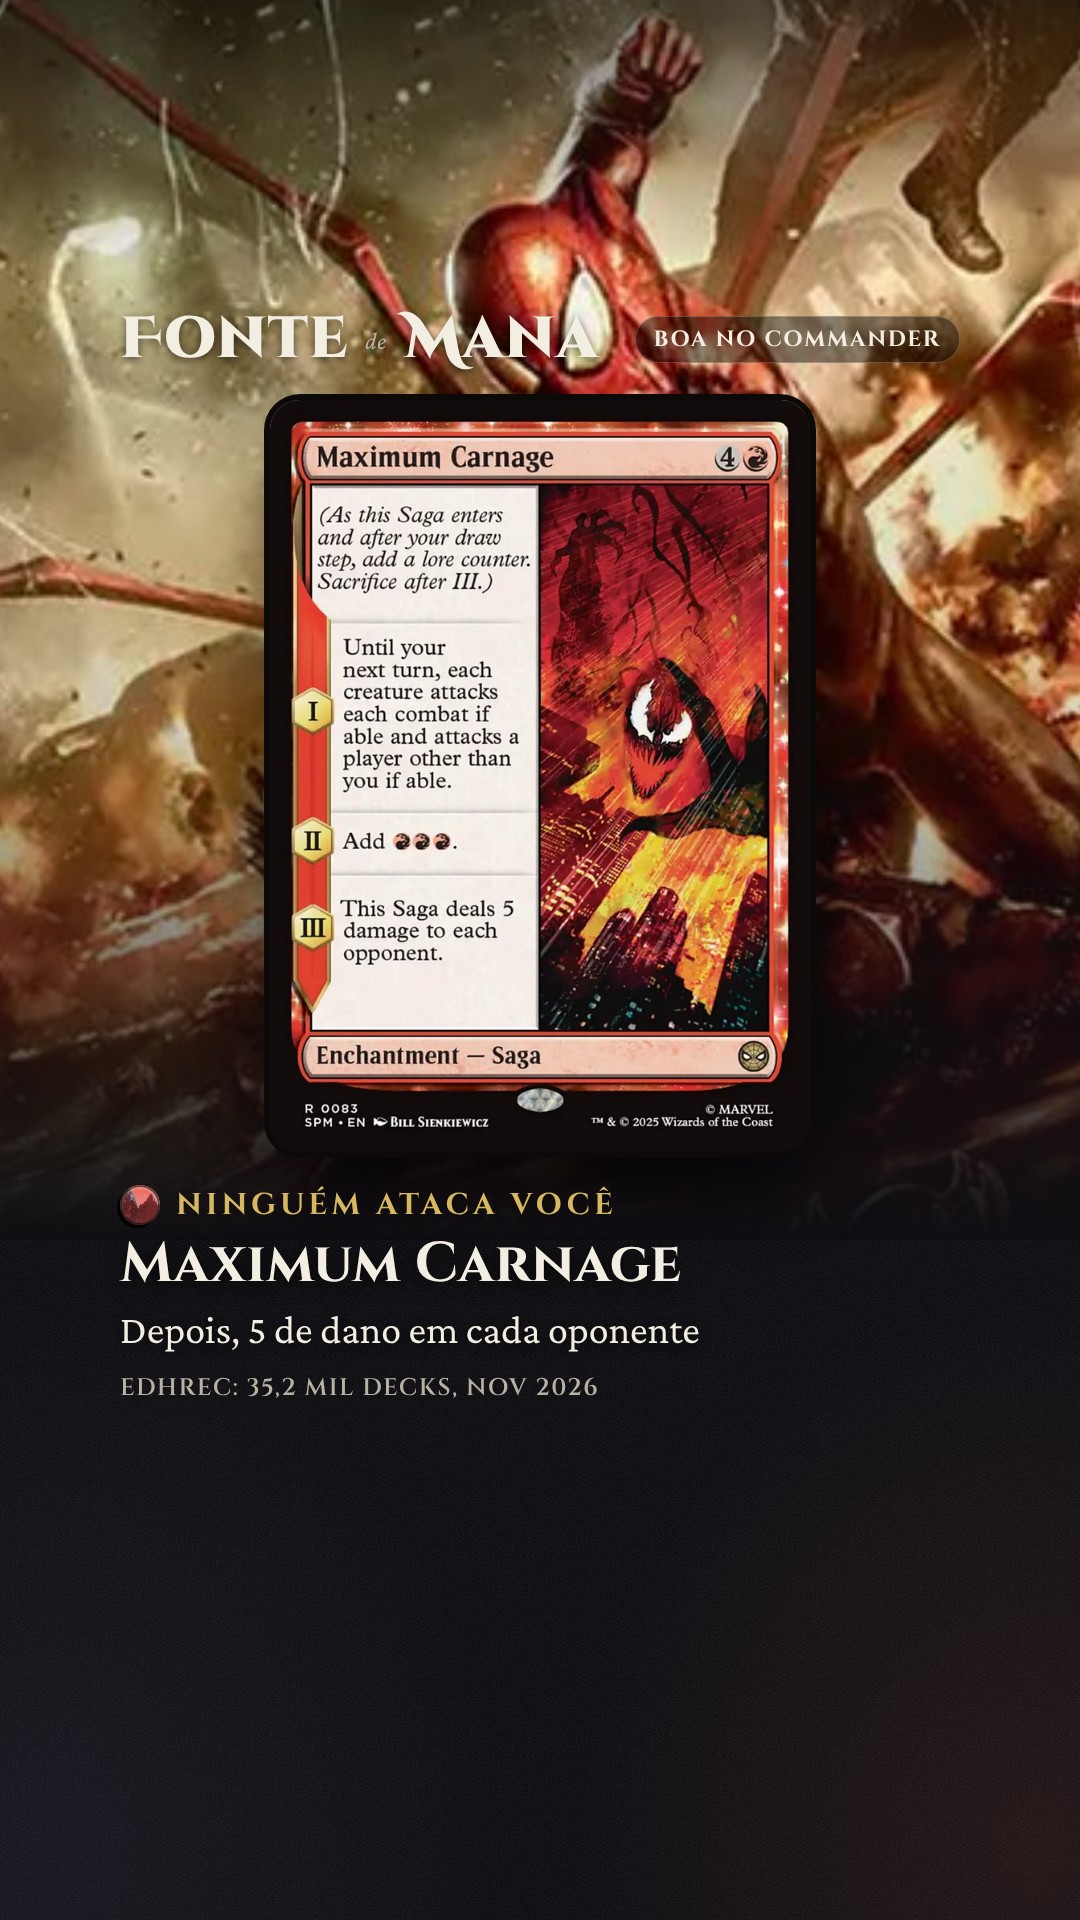 FONTE de MANA
BOA NO COMMANDER
Maximum Carnage 4
(As this Saga enters
and after your draw
step, add a lore counter.
Sacrifice after III.)
Until your
next turn, each
creature attacks
I each combat if
able and attacks a
player other than
you if able.
II Add .
This Saga deals 5
III damage to each
opponent.
Enchantment — Saga
R 0083
SPM • EN BILL SIENKIEWICZ
© MARVEL
™ & © 2025 Wizards of the Coast
NINGUÉM ATACA VOCÊ
MAXIMUM CARNAGE
Depois, 5 de dano em cada oponente
EDHREC: 35,2 MIL DECKS, NOV 2026